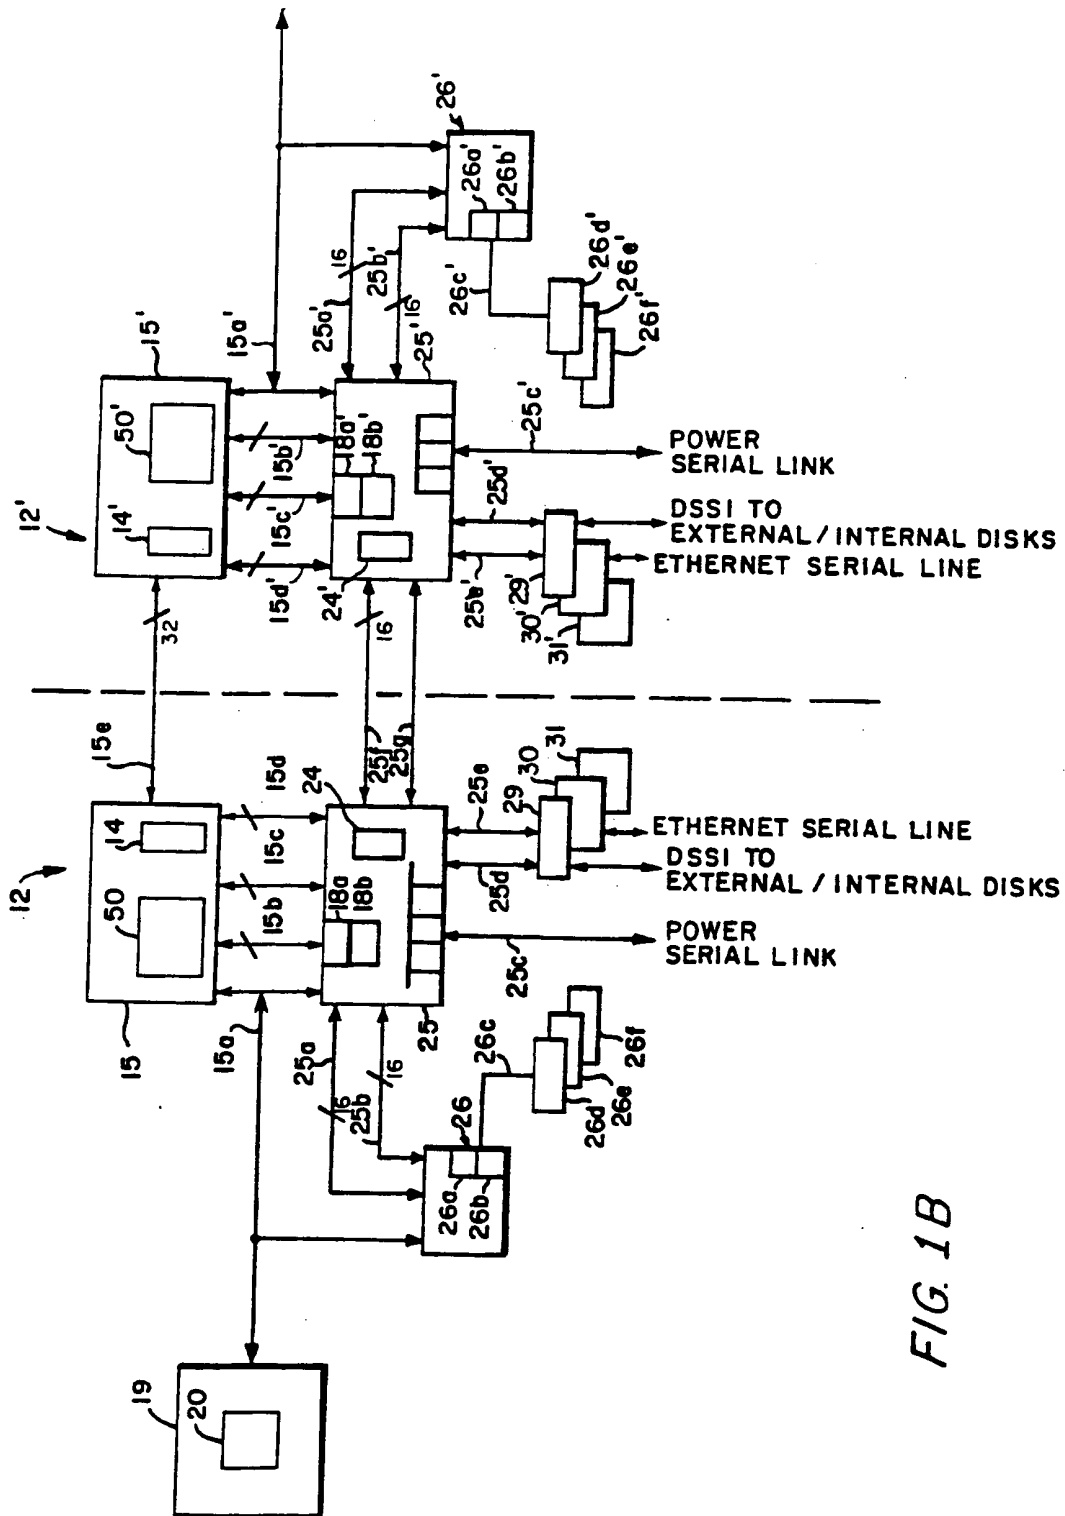 12'
15'
50'
14'
15a'
15b'
15c'
15d'
32
15e
18a'
18b'
24'
25'
25a'
16
25b'
16
26'
26a'
26b'
26c'
26d'
26e'
26f'
25c'
POWER
SERIAL LINK
25d'
DSSI TO
EXTERNAL/INTERNAL DISKS
25e'
ETHERNET SERIAL LINE
29'
30'
31'
16
25f
25g
12
15
14
50
15d
15c
15b
15a
24
18a
18b
25
25e
29
30
31
ETHERNET SERIAL LINE
25d
DSSI TO
EXTERNAL / INTERNAL DISKS
25c
POWER
SERIAL LINK
25a
16
25b
16
26
26a
26b
26c
26d
26e
26f
19
20
FIG. 1B